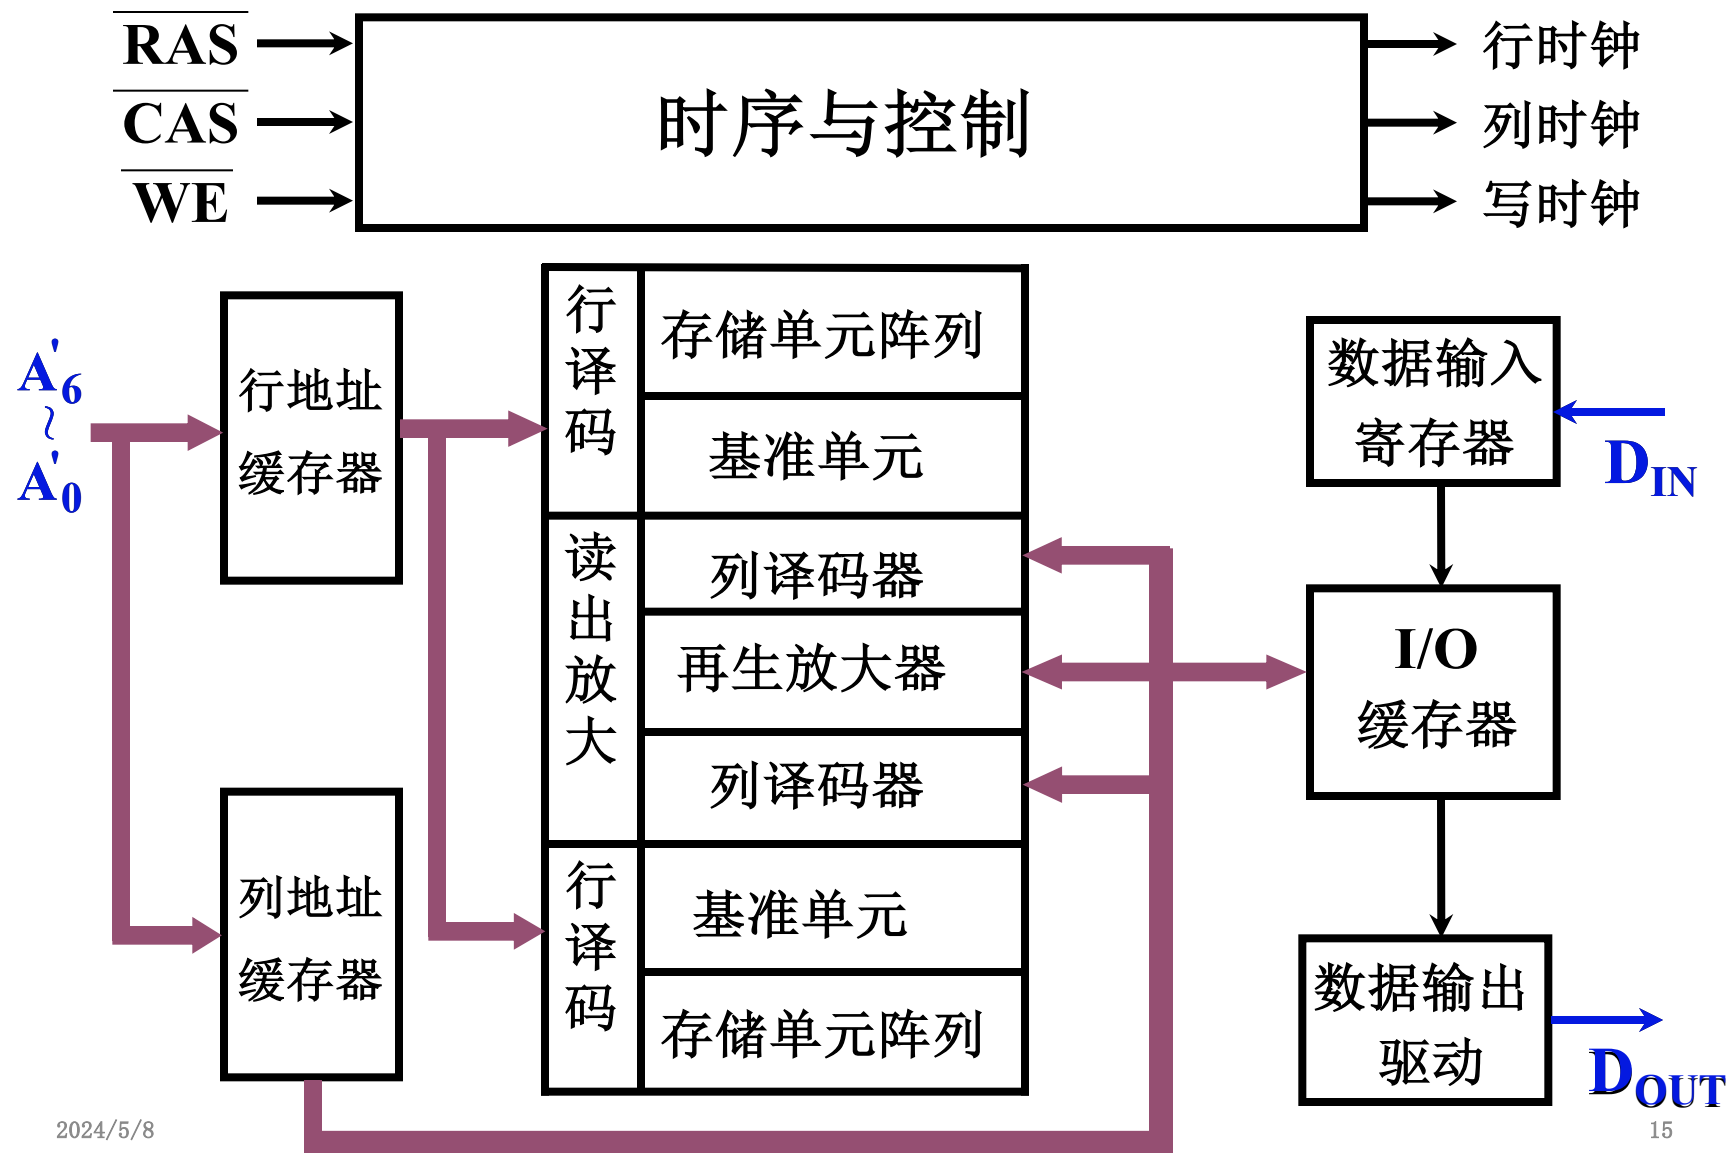 RAS
CAS
WE
时序与控制
行时钟
列时钟
写时钟
A'6
~
A'0
行地址
缓存器
列地址
缓存器
行
译
码
读
出
放
大
行
译
码
存储单元阵列
基准单元
列译码器
再生放大器
列译码器
基准单元
存储单元阵列
数据输入
寄存器
DIN
I/O
缓存器
数据输出
驱动
DOUT
2024/5/8
15